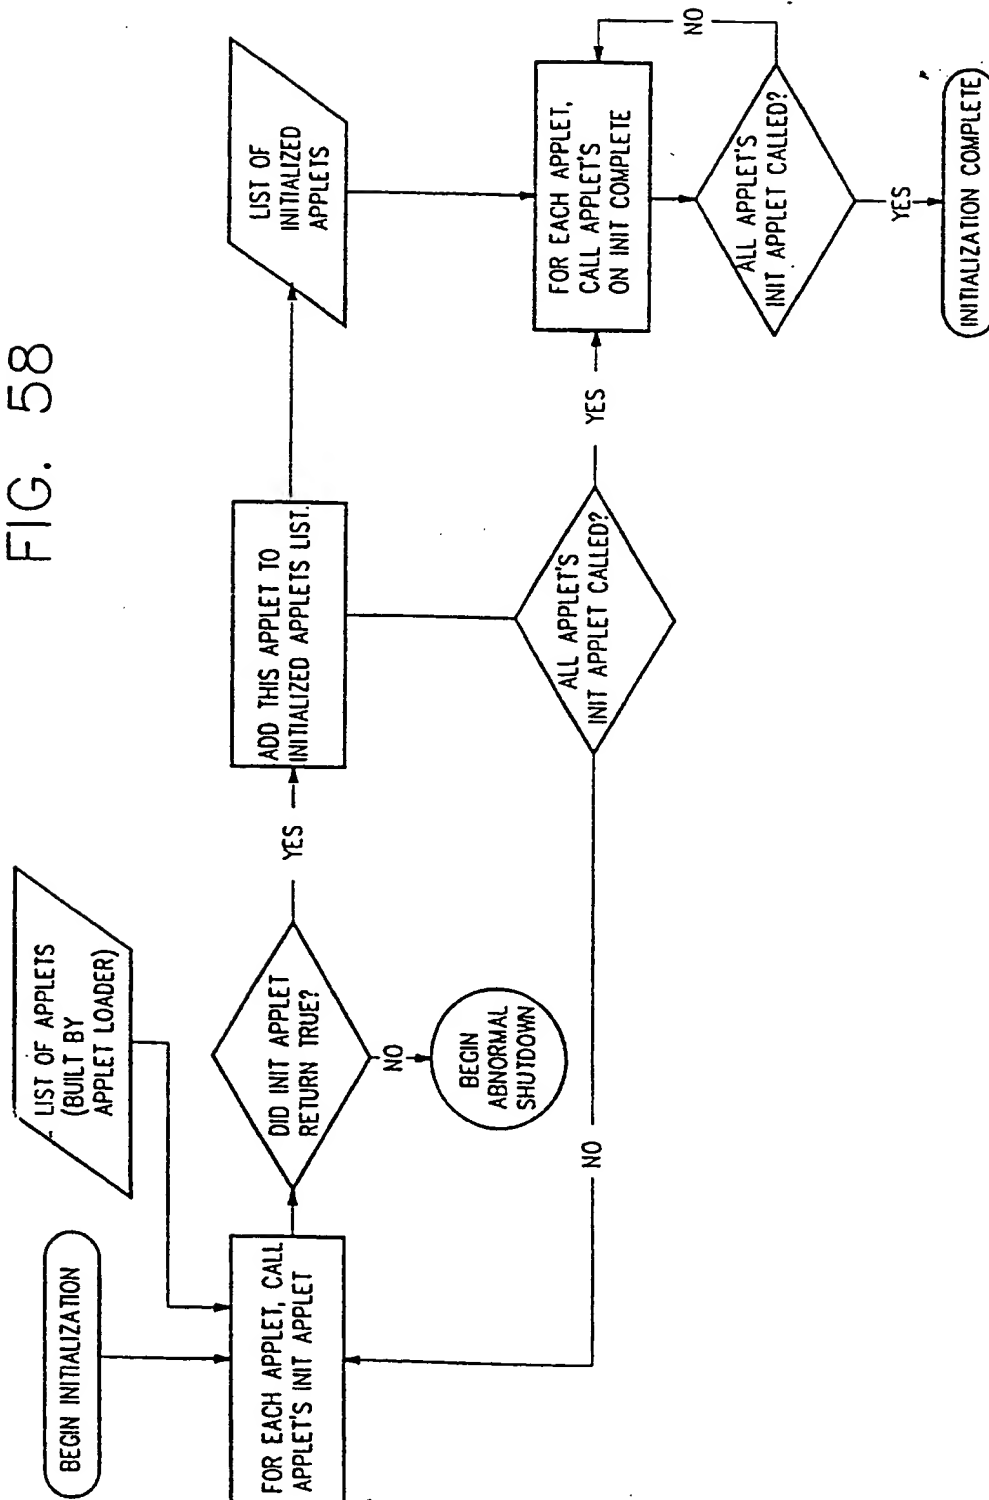 FIG. 58
BEGIN INITIALIZATION
LIST OF APPLETS
(BUILT BY
APPLET LOADER)
FOR EACH APPLET, CALL
APPLET'S INIT APPLET
DID INIT APPLET
RETURN TRUE?
YES
NO
BEGIN
ABNORMAL
SHUTDOWN
ADD THIS APPLET TO
INITIALIZED APPLETS LIST.
LIST OF
INITIALIZED
APPLETS
ALL APPLET'S
INIT APPLET CALLED?
NO
YES
FOR EACH APPLET,
CALL APPLET'S
ON INIT COMPLETE
ALL APPLET'S
INIT APPLET CALLED?
NO
YES
INITIALIZATION COMPLETE